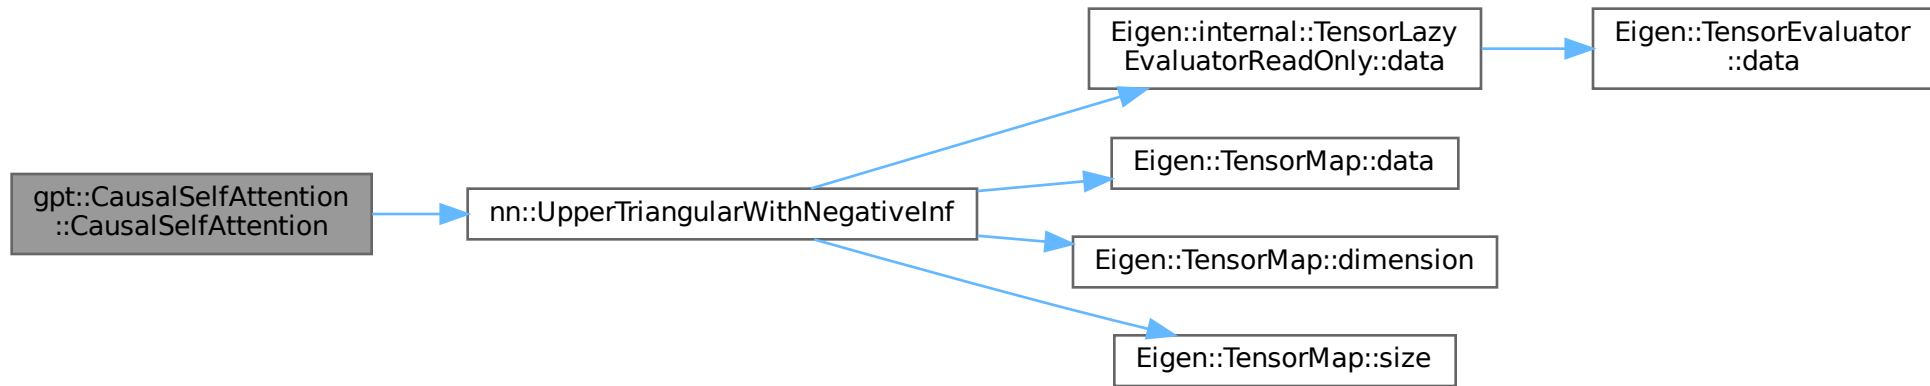 gpt::CausalSelfAttention
::CausalSelfAttention
nn::UpperTriangularWithNegativeInf
Eigen::internal::TensorLazy
EvaluatorReadOnly::data
Eigen::TensorEvaluator
::data
Eigen::TensorMap::data
Eigen::TensorMap::dimension
Eigen::TensorMap::size